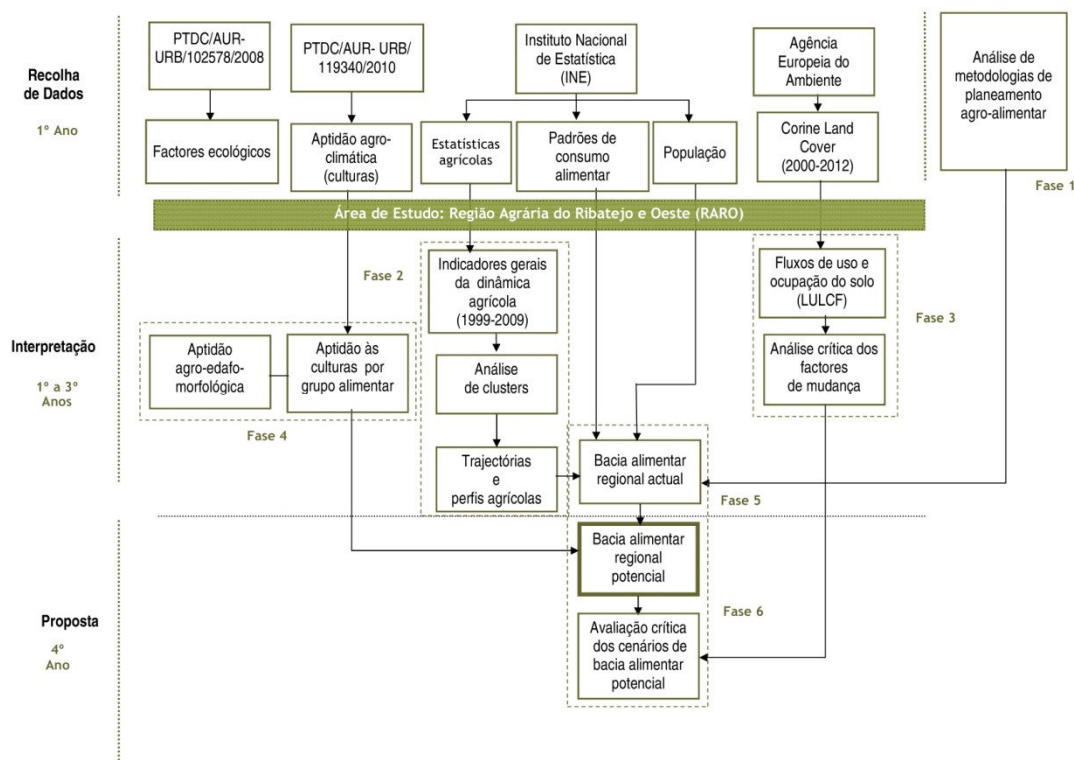 Recolha
de Dados
1º Ano
PTDC/AUR-
URB/102578/2008
PTDC/AUR- URB/
119340/2010
Instituto Nacional
de Estatística
(INE)
Agência
Europeia do
Ambiente
Análise de
metodologias de
planeamento
agro-alimentar
Fase 1
Factores ecológicos
Aptidão agro-
climática
(culturas)
Estatísticas
agrícolas
Padrões de
consumo
alimentar
População
Corine Land
Cover
(2000-2012)
Área de Estudo: Região Agrária do Ribatejo e Oeste (RARO)
Interpretação
1º a 3º
Anos
Fase 2
Indicadores gerais
da dinâmica
agrícola
(1999-2009)
Fluxos de uso e
ocupação do solo
(LULCF)
Fase 3
Aptidão
agro-edafo-
morfológica
Aptidão às
culturas por
grupo alimentar
Fase 4
Análise
de clusters
Análise crítica dos
factores
de mudança
Trajectórias
e
perfis agrícolas
Bacia alimentar
regional actual
Fase 5
Proposta
4º
Ano
Bacia alimentar
regional
potencial
Fase 6
Avaliação crítica
dos cenários de
bacia alimentar
potencial